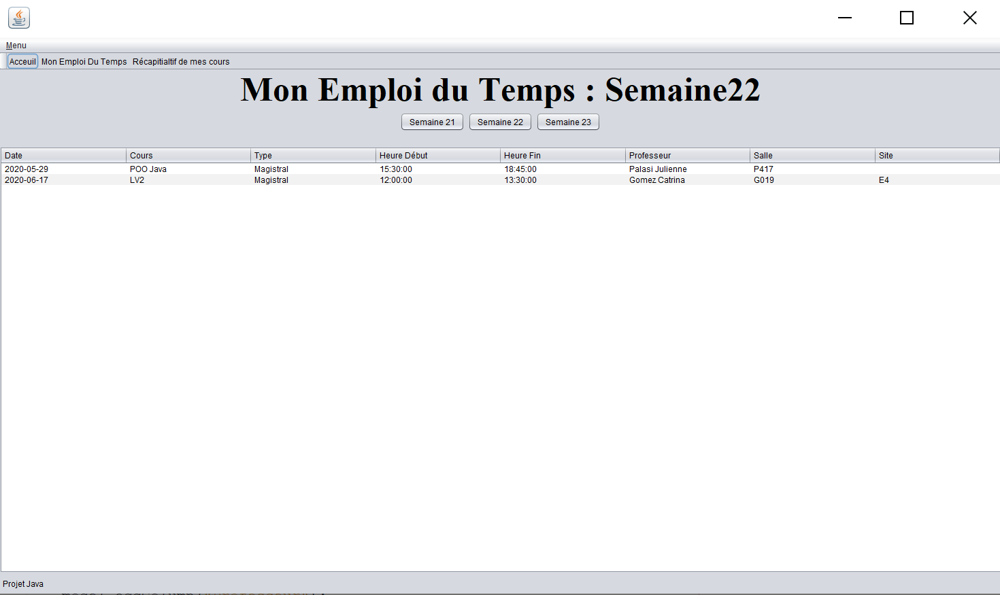 Menu
Acceuil Mon Emploi Du Temps Récapitialtif de mes cours
Mon Emploi du Temps : Semaine22
Semaine 21 Semaine 22 Semaine 23
Date Cours Type Heure Début Heure Fin Professeur Salle Site
2020-05-29 POO Java Magistral 15:30:00 18:45:00 Palasi Julienne P417
2020-06-17 LV2 Magistral 12:00:00 13:30:00 Gomez Catrina G019 E4
Projet Java